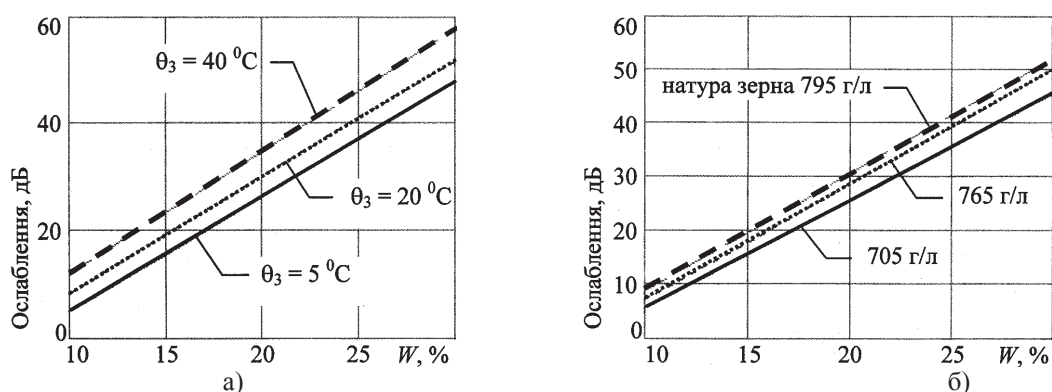 60
40
20
0
Ослаблення, дБ
θ₃ = 40 ⁰C
θ₃ = 20 ⁰C
θ₃ = 5 ⁰C
10
15
20
25
W, %
а)
60
50
40
30
20
10
0
Ослаблення, дБ
натура зерна 795 г/л
765 г/л
705 г/л
10
15
20
25
W, %
б)